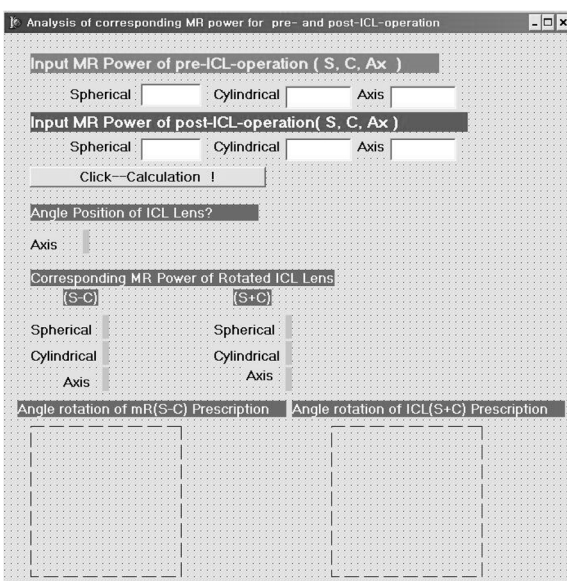 Analysis of corresponding MR power for pre- and post-ICL-operation
Input MR Power of pre-ICL-operation ( S, C, Ax )
Spherical Cylindrical Axis
Input MR Power of post-ICL-operation( S, C, Ax )
Spherical Cylindrical Axis
Click--Calculation !
Angle Position of ICL Lens?
Axis
Corresponding MR Power of Rotated ICL Lens
(S-C) (S+C)
Spherical Spherical
Cylindrical Cylindrical
Axis Axis
Angle rotation of mR(S-C) Prescription Angle rotation of ICL(S+C) Prescription